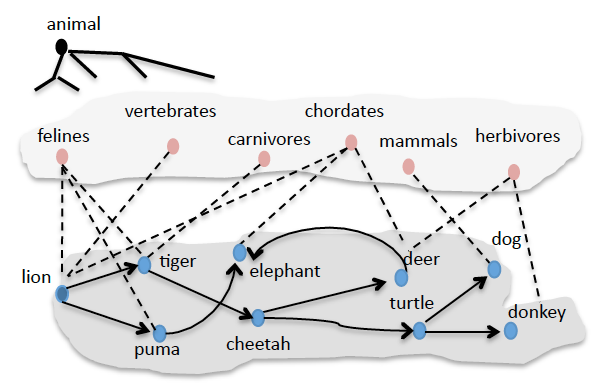 animal
vertebrates
chordates
felines
carnivores
mammals
herbivores
lion
tiger
elephant
deer
dog
puma
cheetah
turtle
donkey